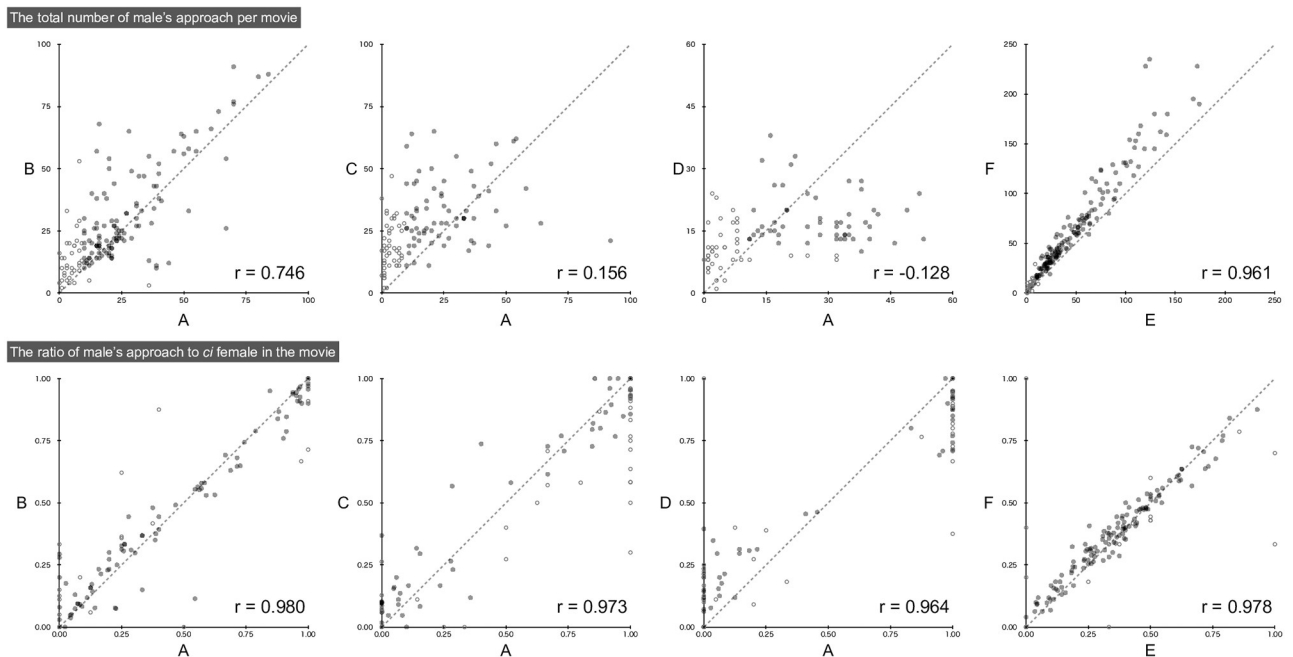 The total number of male's approach per movie
100
75
50
25
0
B
0 25 50 75 100
A
r = 0.746
100
75
50
25
0
C
0 25 50 75 100
A
r = 0.156
60
45
30
15
0
D
0 15 30 45 60
A
r = -0.128
250
200
150
100
50
0
F
0 50 100 150 200 250
E
r = 0.961
The ratio of male's approach to ci female in the movie
1.00
0.75
0.50
0.25
0.00
B
0.00 0.25 0.50 0.75 1.00
A
r = 0.980
1.00
0.75
0.50
0.25
0.00
C
0.00 0.25 0.50 0.75 1.00
A
r = 0.973
1.00
0.75
0.50
0.25
0.00
D
0.00 0.25 0.50 0.75 1.00
A
r = 0.964
1.00
0.75
0.50
0.25
0.00
F
0.00 0.25 0.50 0.75 1.00
E
r = 0.978